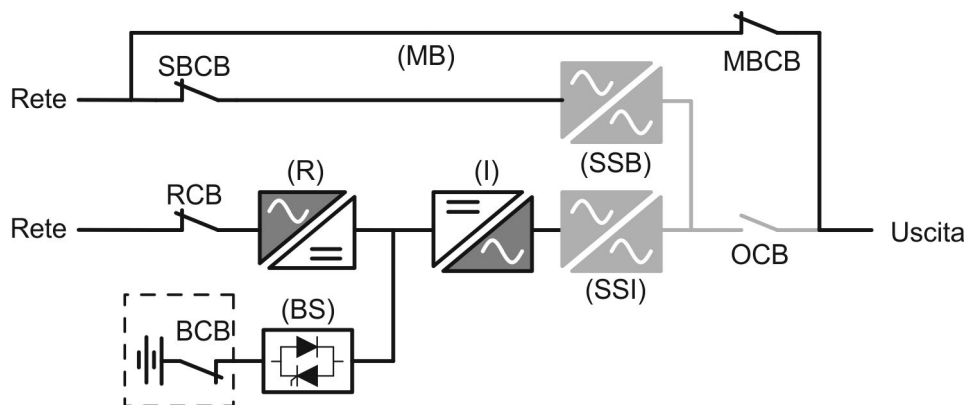 (MB)
MBCB
SBCB
Rete
(SSB)
(R)
(I)
RCB
Rete
Uscita
OCB
(SSI)
(BS)
BCB